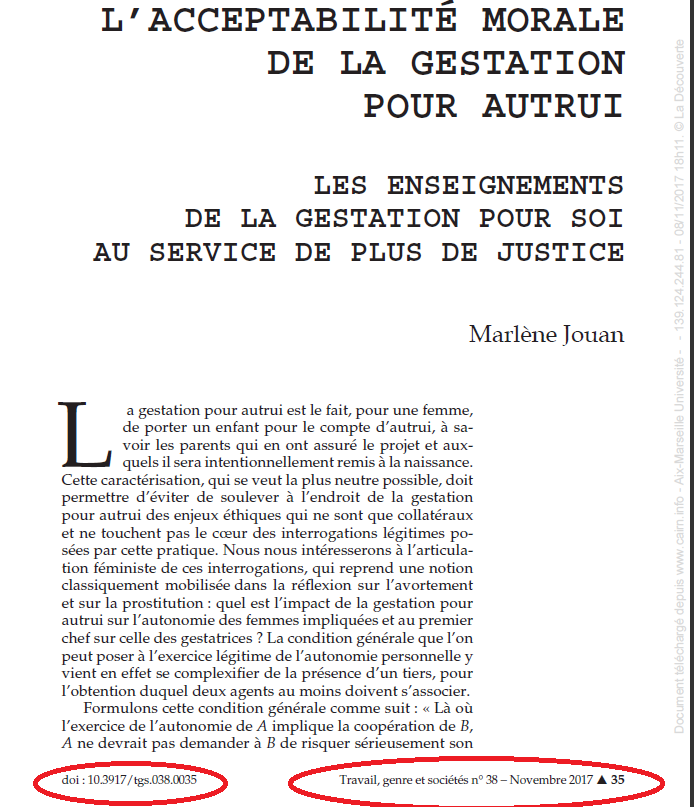 L'ACCEPTABILITÉ MORALE
DE LA GESTATION
POUR AUTRUI
LES ENSEIGNEMENTS
DE LA GESTATION POUR SOI
AU SERVICE DE PLUS DE JUSTICE
Marlène Jouan
La gestation pour autrui est le fait, pour une femme,
de porter un enfant pour le compte d'autrui, à sa-
voir les parents qui en ont assuré le projet et aux-
quels il sera intentionnellement remis à la naissance.
Cette caractérisation, qui se veut la plus neutre possible, doit
permettre d'éviter de soulever à l'endroit de la gestation
pour autrui des enjeux éthiques qui ne sont que collatéraux
et ne touchent pas le cœur des interrogations légitimes po-
sées par cette pratique. Nous nous intéresserons à l'articula-
tion féministe de ces interrogations, qui reprend une notion
classiquement mobilisée dans la réflexion sur l'avortement
et sur la prostitution : quel est l'impact de la gestation pour
autrui sur l'autonomie des femmes impliquées et au premier
chef sur celle des gestatrices ? La condition générale que l'on
peut poser à l'exercice légitime de l'autonomie personnelle y
vient en effet se complexifier de la présence d'un tiers, pour
l'obtention duquel deux agents au moins doivent s'associer.
Formulons cette condition générale comme suit : « Là où
l'exercice de l'autonomie de A implique la coopération de B,
A ne devrait pas demander à B de risquer sérieusement son
doi : 10.3917/tgs.038.0035
Travail, genre et sociétés n° 38 – Novembre 2017 ▲ 35
Document téléchargé depuis www.cairn.info - Aix-Marseille Université - - 139.124.244.81 - 08/11/2017 18h11. © La Découverte